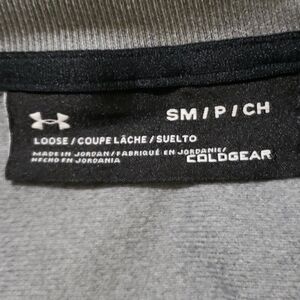 SM / P / CH
LOOSE / COUPE LÂCHE / SUELTO
MADE IN JORDAN / FABRIQUÉ EN JORDANIE/
HECHO EN JORDANIA
COLDGEAR